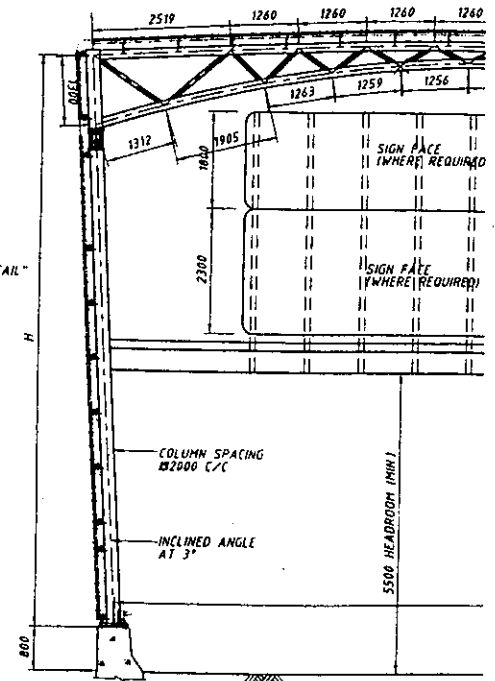 2519 1260 1260 1260 1260
1300
1263 1259 1256
1312
1905
1800
SIGN FACE
(WHERE REQUIRED)
2300
SIGN FACE
(WHERE REQUIRED)
AIL"
H
COLUMN SPACING
@2000 C/C
INCLINED ANGLE
AT 3°
5500 HEADROOM (MIN)
800